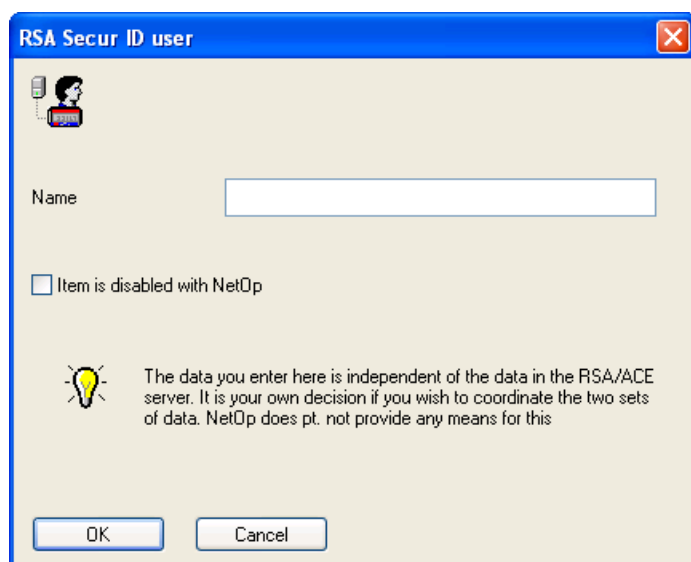 RSA Secur ID user
Name
Item is disabled with NetOp
The data you enter here is independent of the data in the RSA/ACE
server. It is your own decision if you wish to coordinate the two sets
of data. NetOp does pt. not provide any means for this
OK Cancel